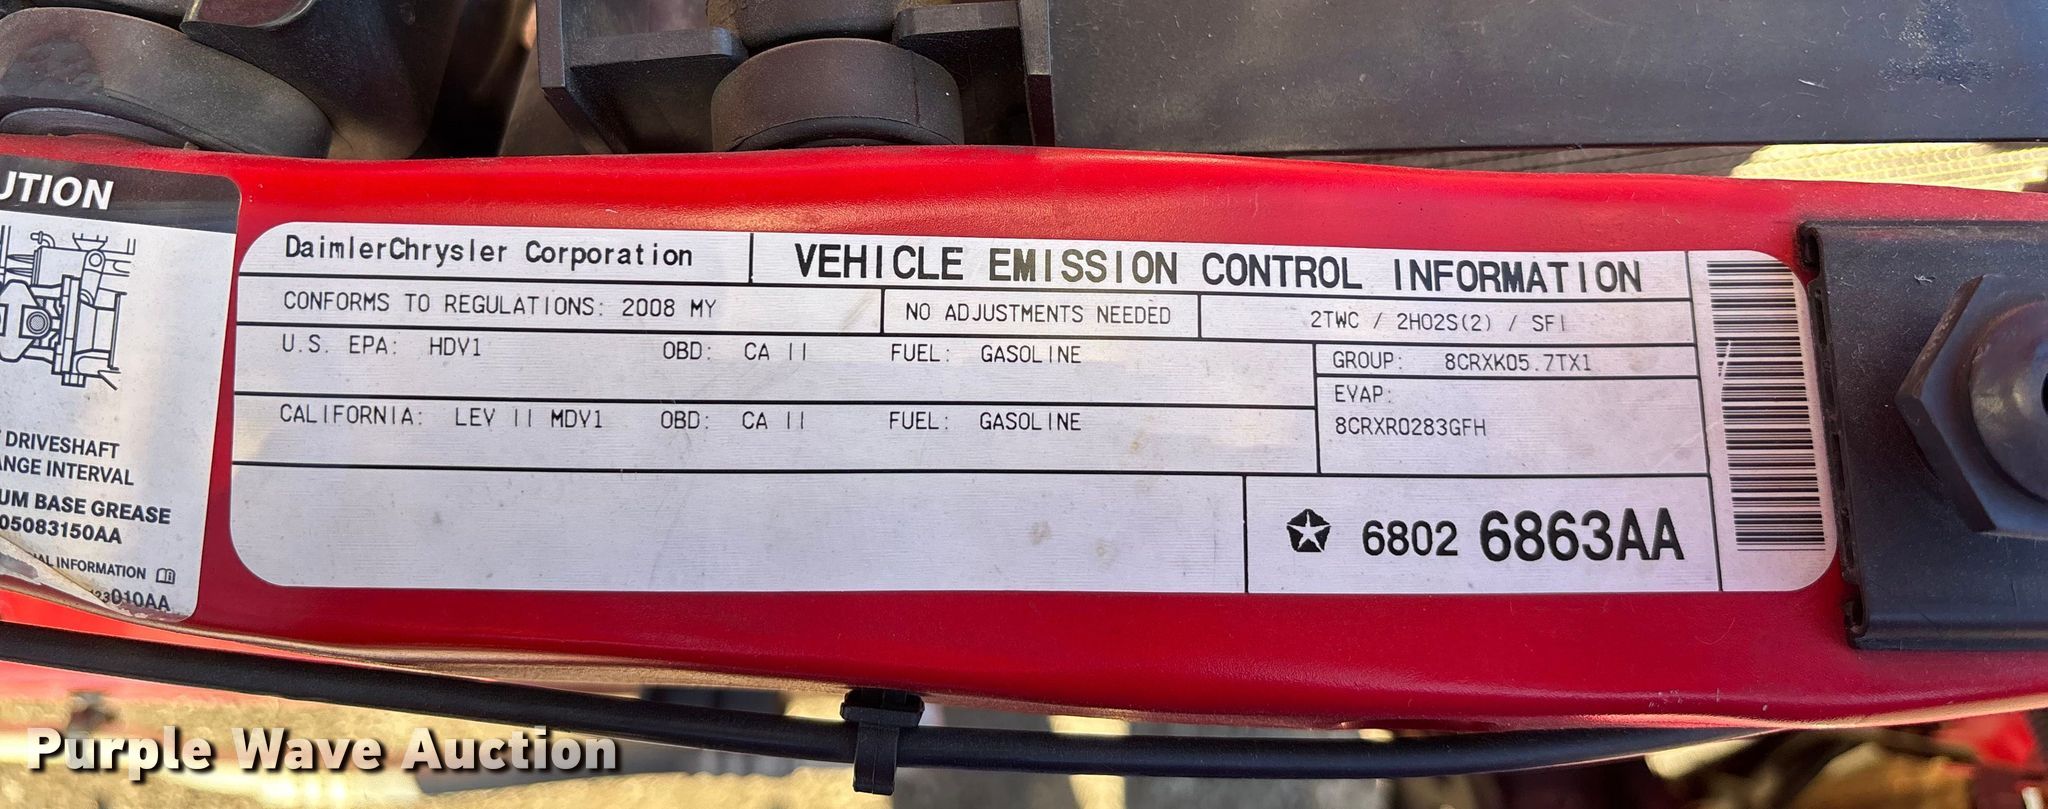 UTION
DRIVESHAFT
ANGE INTERVAL
UM BASE GREASE
05083150AA
AL INFORMATION
010AA
DaimlerChrysler Corporation
VEHICLE EMISSION CONTROL INFORMATION
CONFORMS TO REGULATIONS: 2008 MY
NO ADJUSTMENTS NEEDED
2TWC / 2HO2S(2) / SFI
U.S. EPA: HDV1 OBD: CA II FUEL: GASOLINE
GROUP: 8CRXK05.7TX1
CALIFORNIA: LEV II MDV1 OBD: CA II FUEL: GASOLINE
EVAP:
8CRXR0283GFH
6802 6863AA
Purple Wave Auction